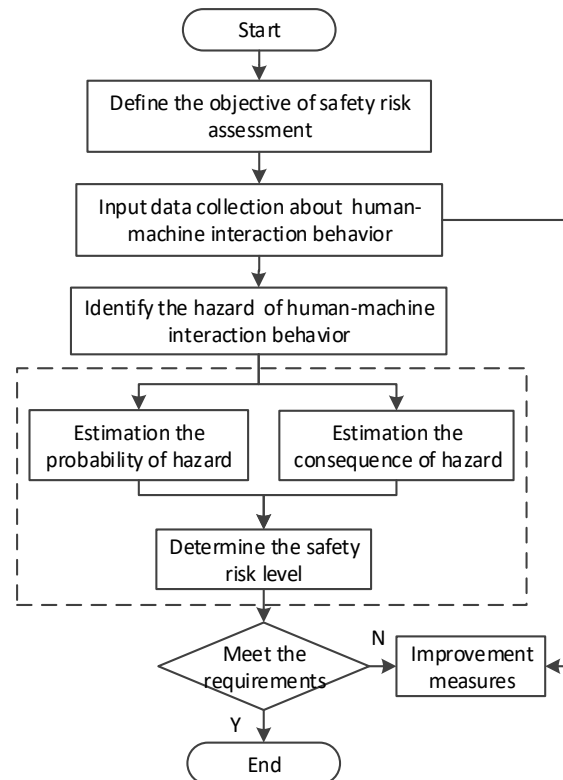 Start
Define the objective of safety risk
assessment
Input data collection about human-
machine interaction behavior
Identify the hazard of human-machine
interaction behavior
Estimation the
probability of hazard
Estimation the
consequence of hazard
Determine the safety
risk level
Meet the
requirements
N
Improvement
measures
Y
End